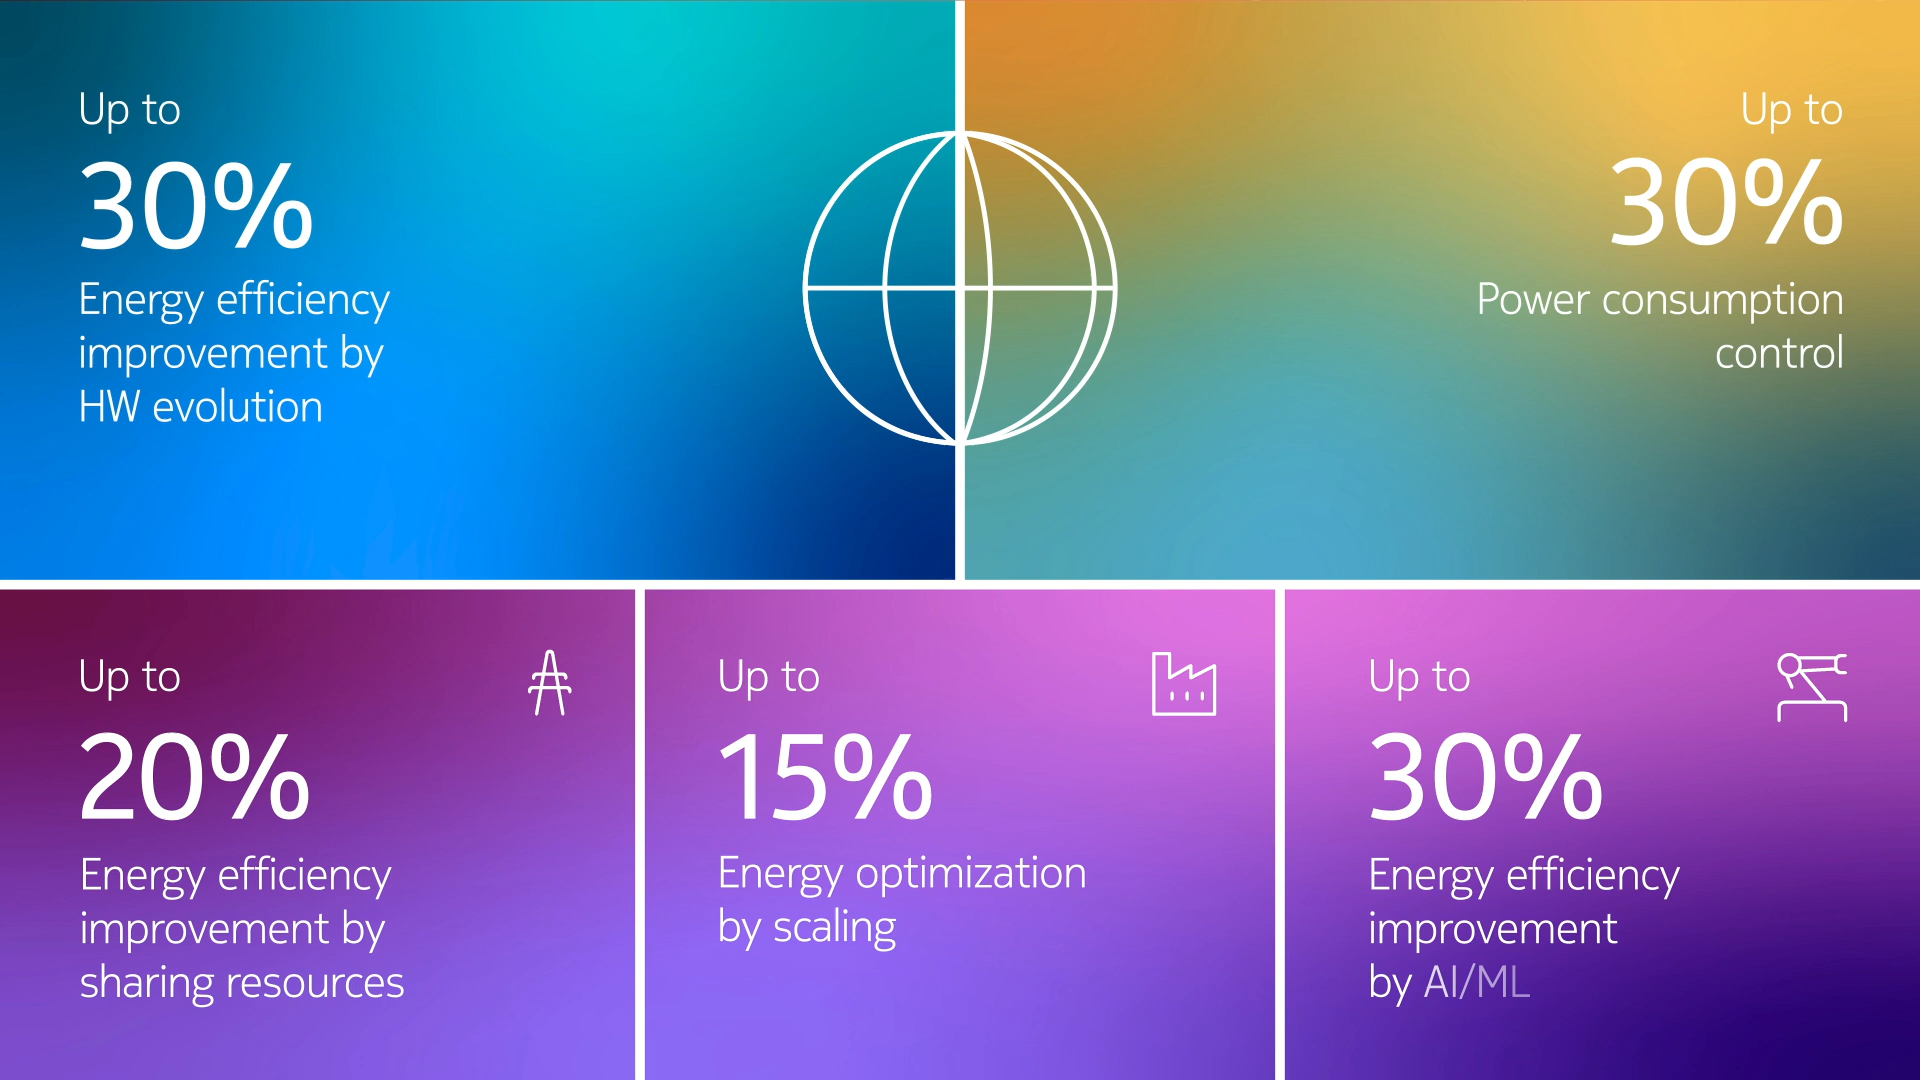 Up to
30%
Energy efficiency
improvement by
HW evolution
Up to
30%
Power consumption
control
Up to
20%
Energy efficiency
improvement by
sharing resources
Up to
15%
Energy optimization
by scaling
Up to
30%
Energy efficiency
improvement
by AI/ML